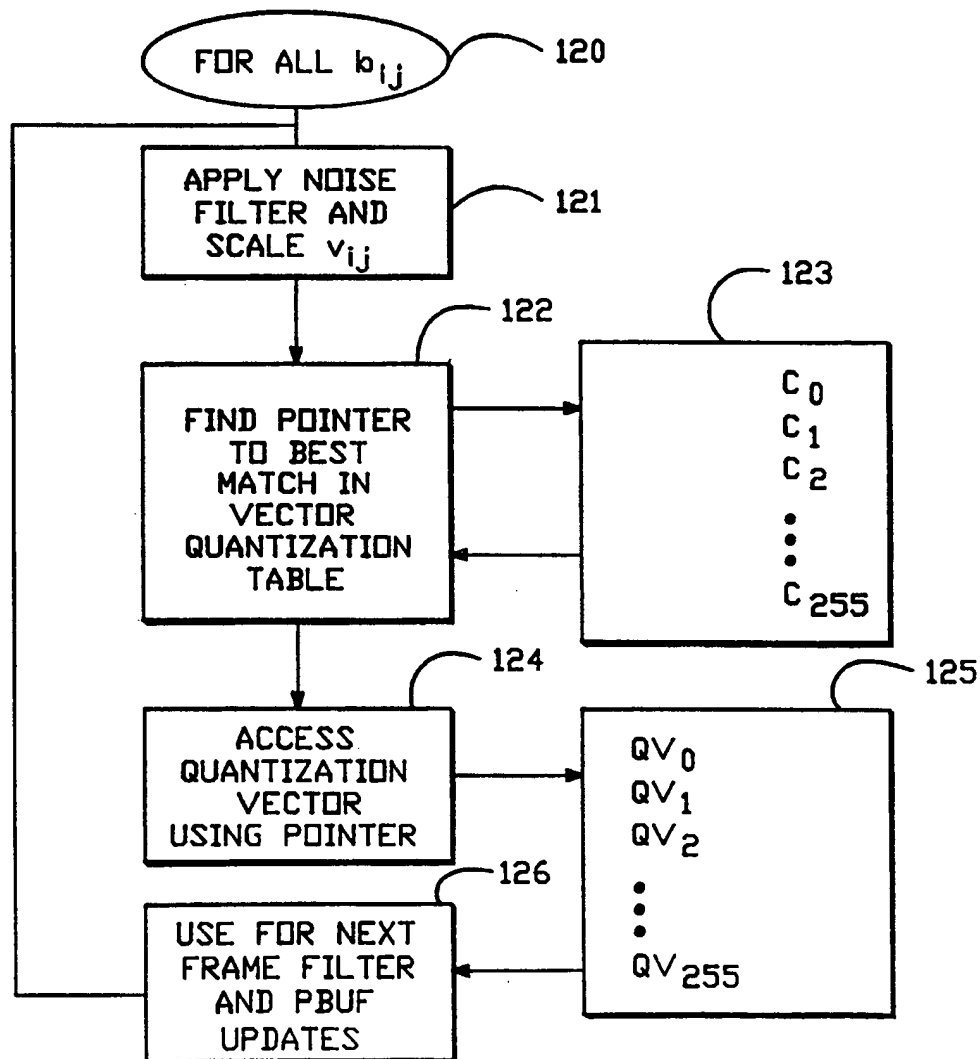 FOR ALL b_ij
120
APPLY NOISE
FILTER AND
SCALE v_ij
121
122
FIND POINTER
TO BEST
MATCH IN
VECTOR
QUANTIZATION
TABLE
123
C_0
C_1
C_2
C_255
124
ACCESS
QUANTIZATION
VECTOR
USING POINTER
125
QV_0
QV_1
QV_2
QV_255
126
USE FOR NEXT
FRAME FILTER
AND PBUF
UPDATES